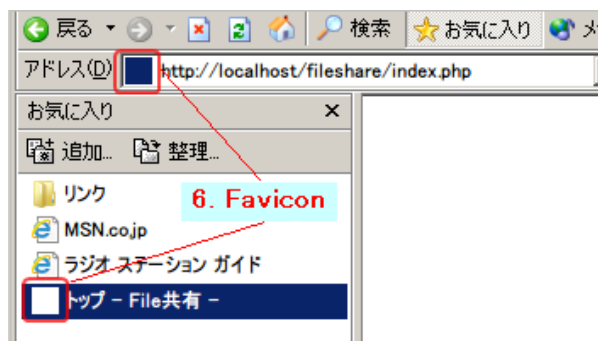 戻る 検索 お気に入り メ
アドレス(D) http://localhost/fileshare/index.php
お気に入り ×
追加... 整理...
リンク
6. Favicon
MSN.co.jp
ラジオ ステーション ガイド
トップ - File共有 -